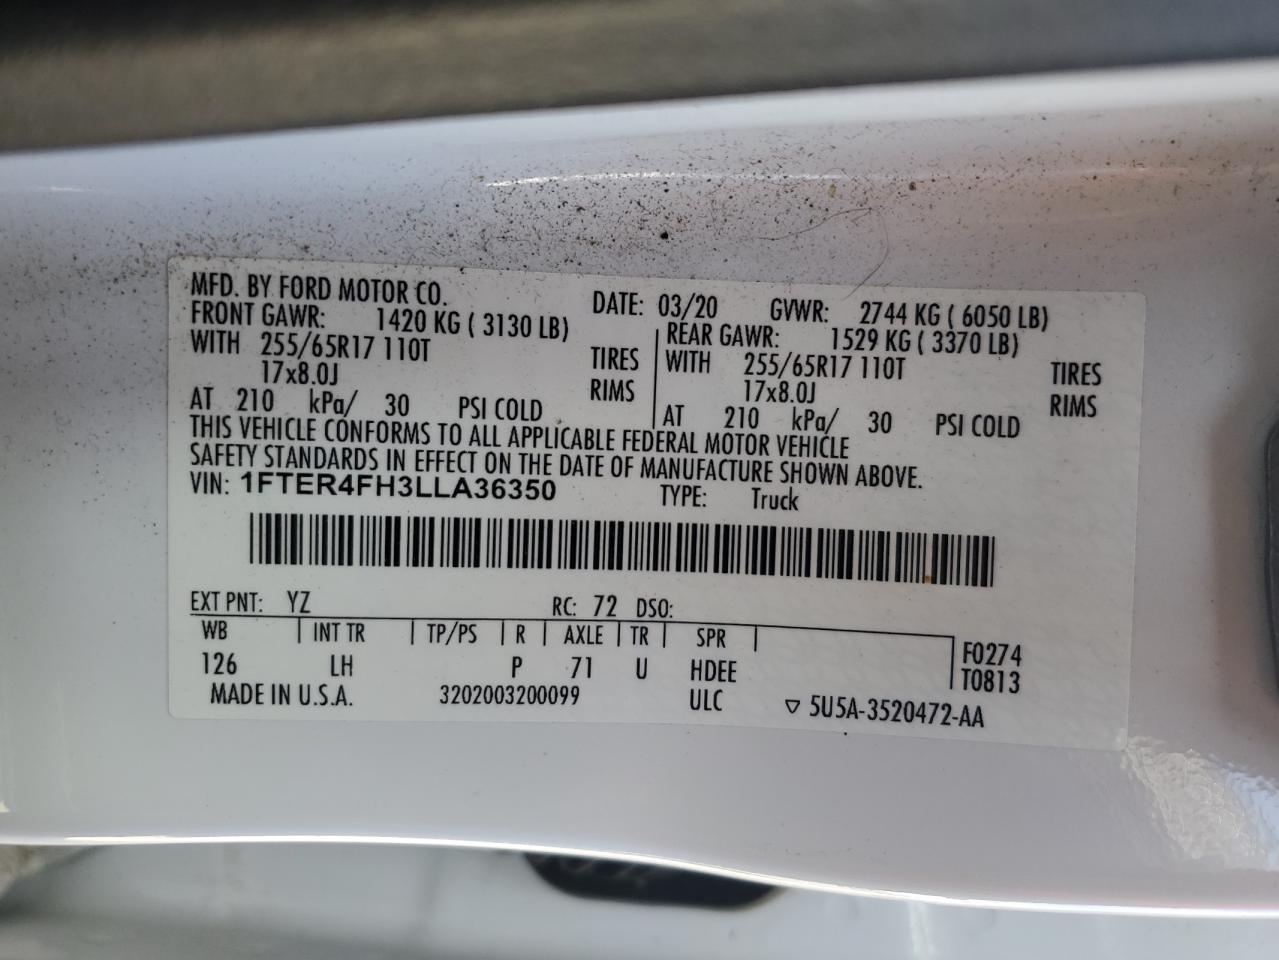 MFD. BY FORD MOTOR CO. DATE: 03/20 GVWR: 2744 KG ( 6050 LB)
FRONT GAWR: 1420 KG ( 3130 LB) REAR GAWR: 1529 KG ( 3370 LB)
WITH 255/65R17 110T TIRES WITH 255/65R17 110T TIRES
17x8.0J RIMS 17x8.0J RIMS
AT 210 kPa/ 30 PSI COLD AT 210 kPa/ 30 PSI COLD
THIS VEHICLE CONFORMS TO ALL APPLICABLE FEDERAL MOTOR VEHICLE
SAFETY STANDARDS IN EFFECT ON THE DATE OF MANUFACTURE SHOWN ABOVE.
VIN: 1FTER4FH3LLA36350 TYPE: Truck
EXT PNT: YZ RC: 72 DSO:
WB INT TR TP/PS R AXLE TR SPR F0274
126 LH P 71 U HDEE T0813
MADE IN U.S.A. 3202003200099 ULC ▽ 5U5A-3520472-AA